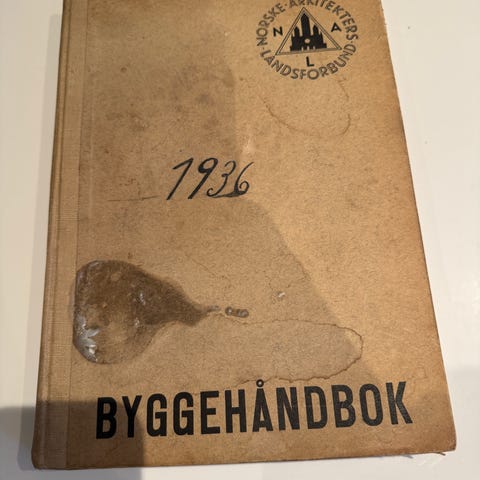 NORSKE · ARKITEKTERS
LANDSFORBUND
N A
L
1936
BYGGEHÅNDBOK